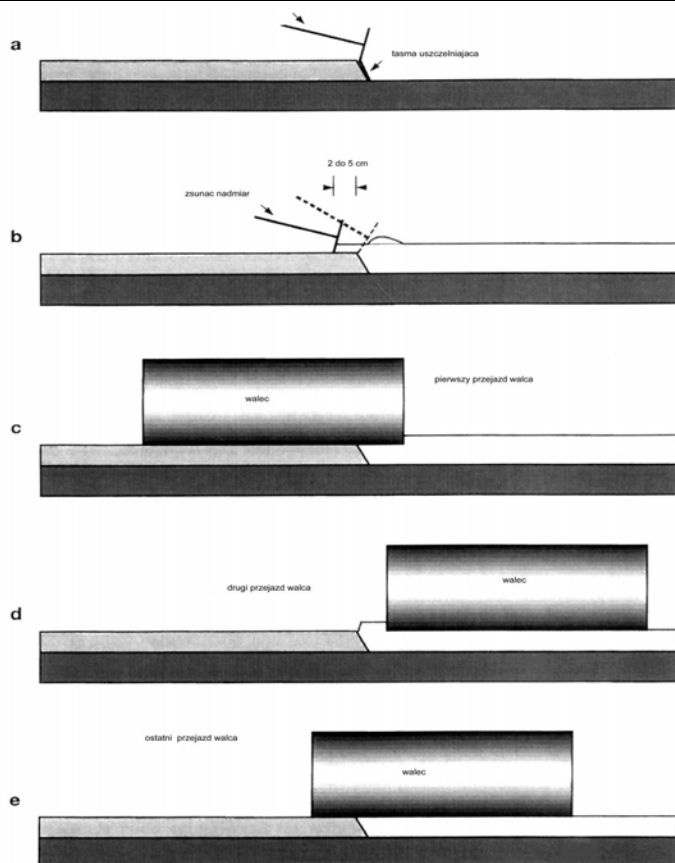 a
tasma uszczelniajaca
2 do 5 cm
zsunac nadmiar
b
pierwszy przejazd walca
walec
c
walec
drugi przejazd walca
d
ostatni przejazd walca
walec
e